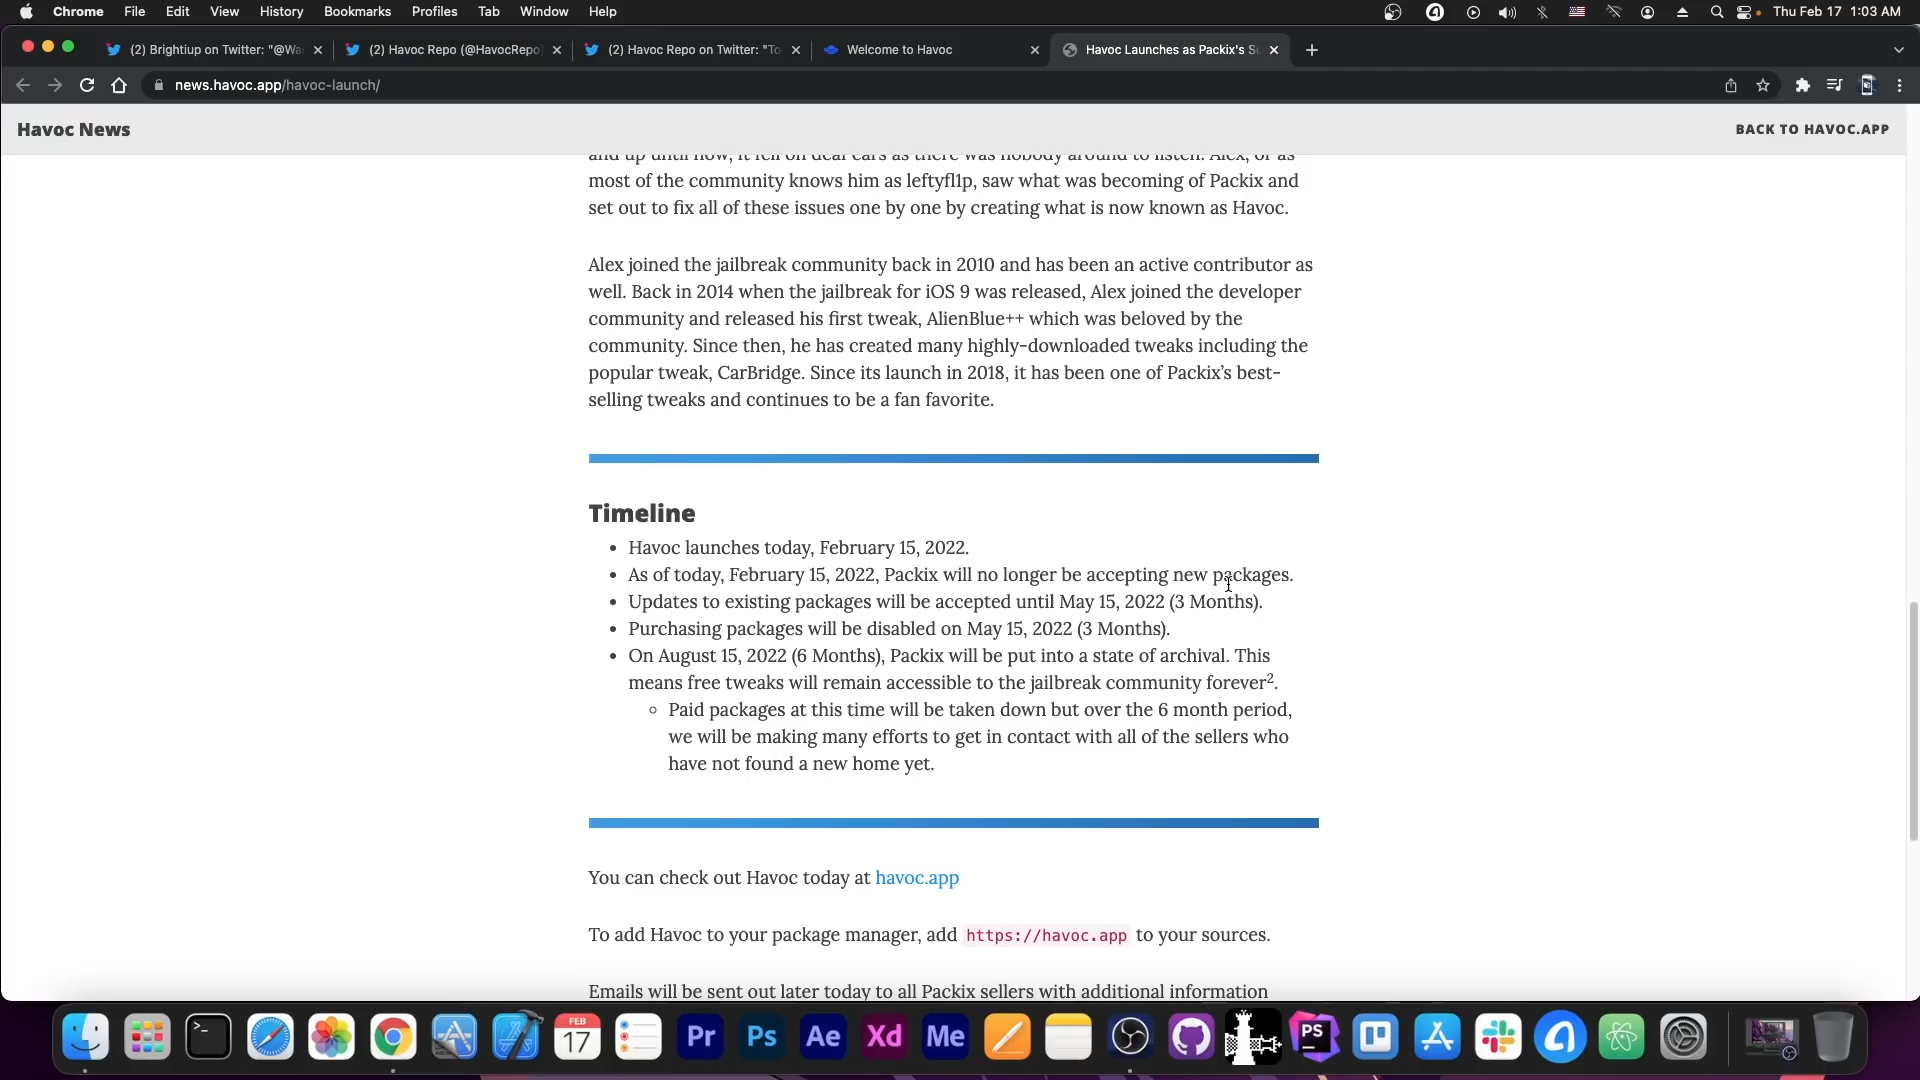 Chrome File Edit View History Bookmarks Profiles Tab Window Help Thu Feb 17 1:03 AM
(2) Brightiup on Twitter: "@Wa (2) Havoc Repo (@HavocRepo) (2) Havoc Repo on Twitter: "To Welcome to Havoc Havoc Launches as Packix's Su
news.havoc.app/havoc-launch/
Havoc News BACK TO HAVOC.APP
and up until now, it fell on deaf ears as there was nobody around to listen. Alex, or as
most of the community knows him as leftyfl1p, saw what was becoming of Packix and
set out to fix all of these issues one by one by creating what is now known as Havoc.
Alex joined the jailbreak community back in 2010 and has been an active contributor as
well. Back in 2014 when the jailbreak for iOS 9 was released, Alex joined the developer
community and released his first tweak, AlienBlue++ which was beloved by the
community. Since then, he has created many highly-downloaded tweaks including the
popular tweak, CarBridge. Since its launch in 2018, it has been one of Packix's best-
selling tweaks and continues to be a fan favorite.
Timeline
• Havoc launches today, February 15, 2022.
• As of today, February 15, 2022, Packix will no longer be accepting new packages.
• Updates to existing packages will be accepted until May 15, 2022 (3 Months).
• Purchasing packages will be disabled on May 15, 2022 (3 Months).
• On August 15, 2022 (6 Months), Packix will be put into a state of archival. This
means free tweaks will remain accessible to the jailbreak community forever².
◦ Paid packages at this time will be taken down but over the 6 month period,
we will be making many efforts to get in contact with all of the sellers who
have not found a new home yet.
You can check out Havoc today at havoc.app
To add Havoc to your package manager, add https://havoc.app to your sources.
Emails will be sent out later today to all Packix sellers with additional information
FEB
17
Pr Ps Ae Xd Me PS